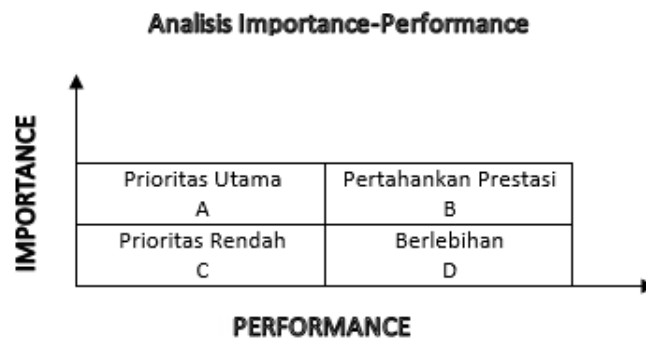 Analisis Importance-Performance
IMPORTANCE
Prioritas Utama
A
Pertahankan Prestasi
B
Prioritas Rendah
C
Berlebihan
D
PERFORMANCE